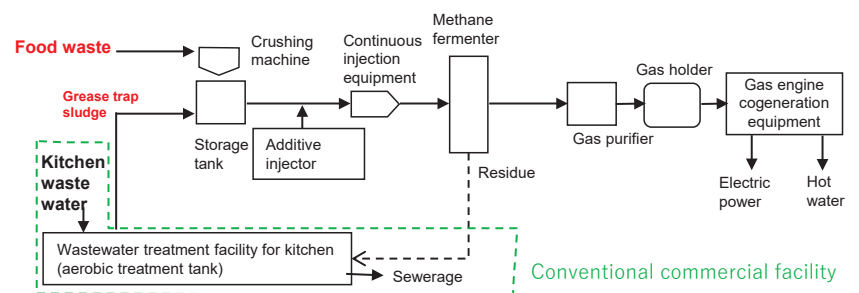 Food waste
Crushing
machine
Continuous
injection
equipment
Methane
fermenter
Gas holder
Gas engine
cogeneration
equipment
Grease trap
sludge
Storage
tank
Additive
injector
Gas purifier
Residue
Electric
power
Hot
water
Kitchen
waste
water
Wastewater treatment facility for kitchen
(aerobic treatment tank)
Sewerage
Conventional commercial facility